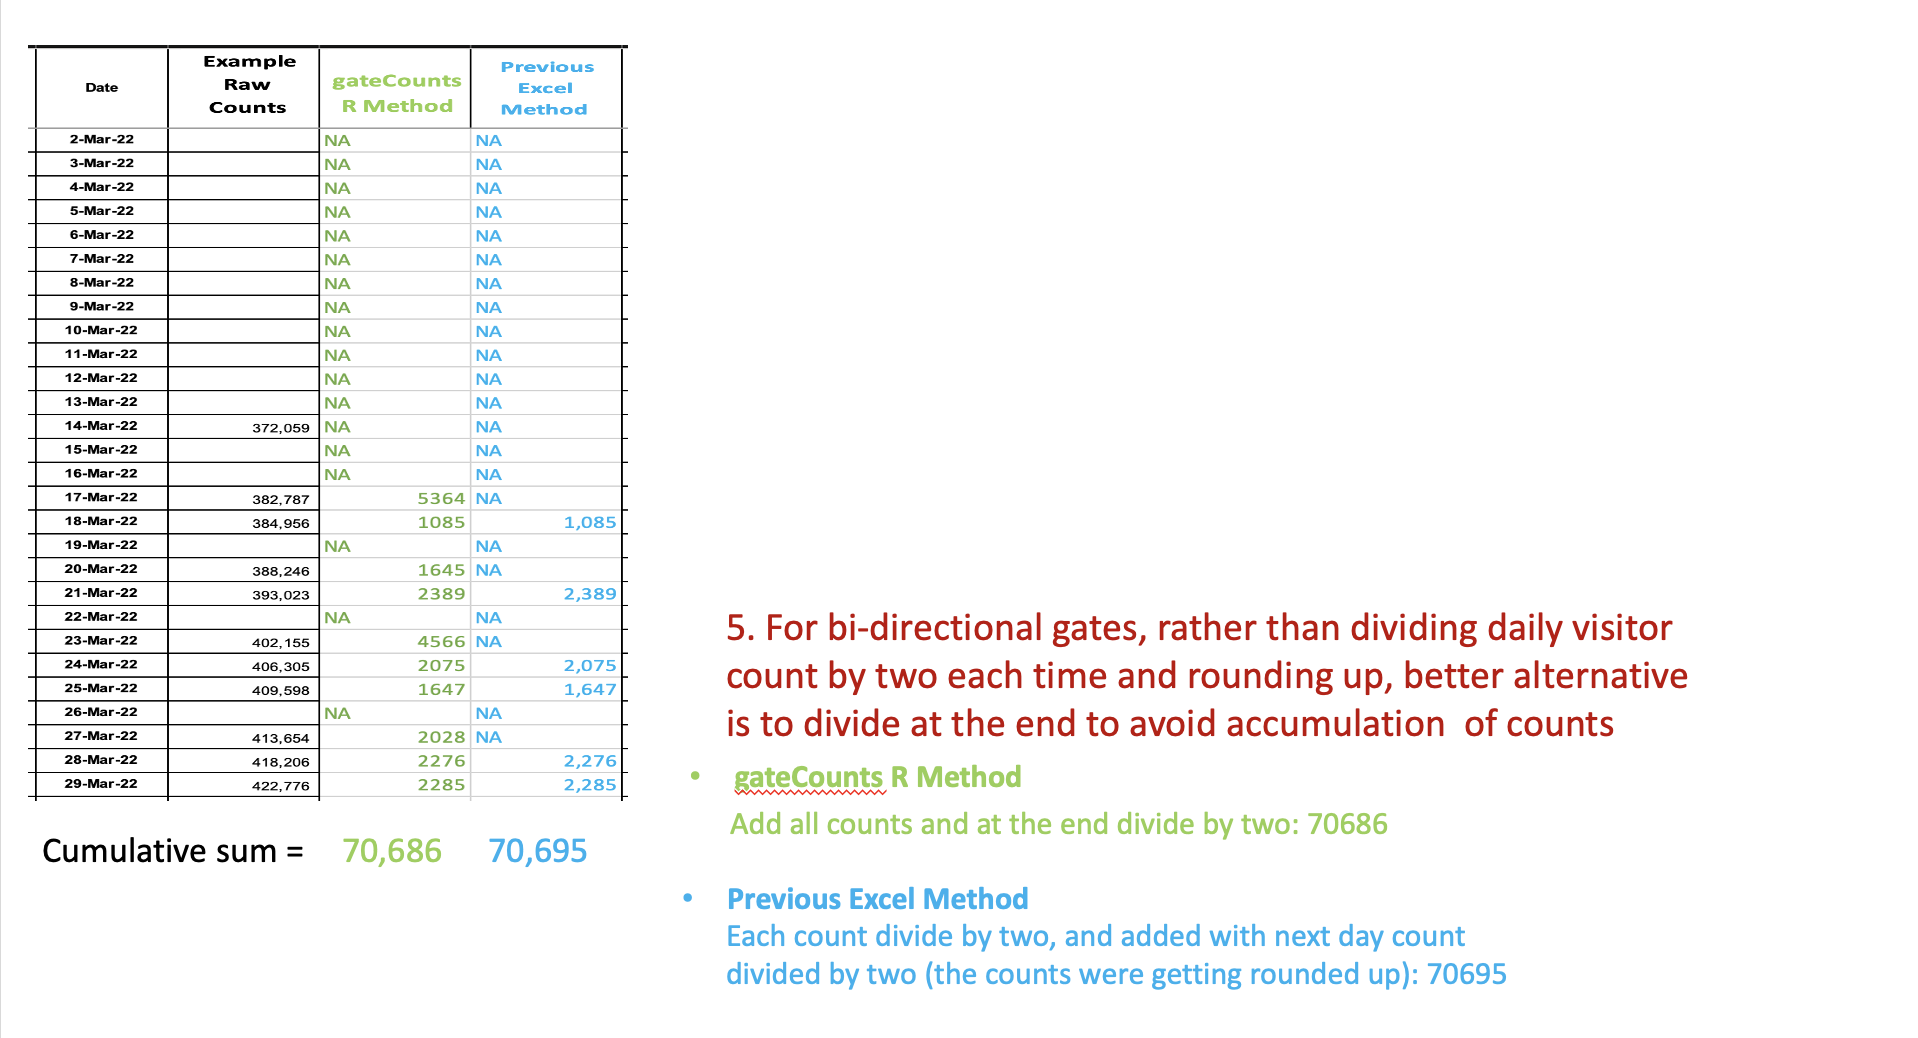 Date Example Raw Counts gateCounts R Method Previous Excel Method
2-Mar-22 NA NA
3-Mar-22 NA NA
4-Mar-22 NA NA
5-Mar-22 NA NA
6-Mar-22 NA NA
7-Mar-22 NA NA
8-Mar-22 NA NA
9-Mar-22 NA NA
10-Mar-22 NA NA
11-Mar-22 NA NA
12-Mar-22 NA NA
13-Mar-22 NA NA
14-Mar-22 372,059 NA NA
15-Mar-22 NA NA
16-Mar-22 NA NA
17-Mar-22 382,787 5364 NA
18-Mar-22 384,956 1085 1,085
19-Mar-22 NA NA
20-Mar-22 388,246 1645 NA
21-Mar-22 393,023 2389 2,389
22-Mar-22 NA NA
23-Mar-22 402,155 4566 NA
24-Mar-22 406,305 2075 2,075
25-Mar-22 409,598 1647 1,647
26-Mar-22 NA NA
27-Mar-22 413,654 2028 NA
28-Mar-22 418,206 2276 2,276
29-Mar-22 422,776 2285 2,285
Cumulative sum = 70,686 70,695
5. For bi-directional gates, rather than dividing daily visitor
count by two each time and rounding up, better alternative
is to divide at the end to avoid accumulation  of counts
• gateCounts R Method
Add all counts and at the end divide by two: 70686
• Previous Excel Method
Each count divide by two, and added with next day count
divided by two (the counts were getting rounded up): 70695